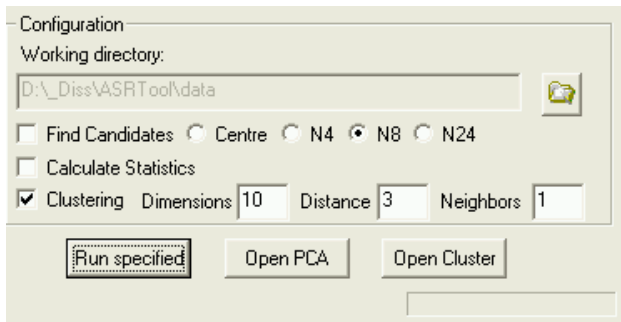 Configuration
Working directory:
D:\_Diss\ASRTool\data
Find Candidates Centre N4 N8 N24
Calculate Statistics
Clustering Dimensions 10 Distance 3 Neighbors 1
Run specified Open PCA Open Cluster